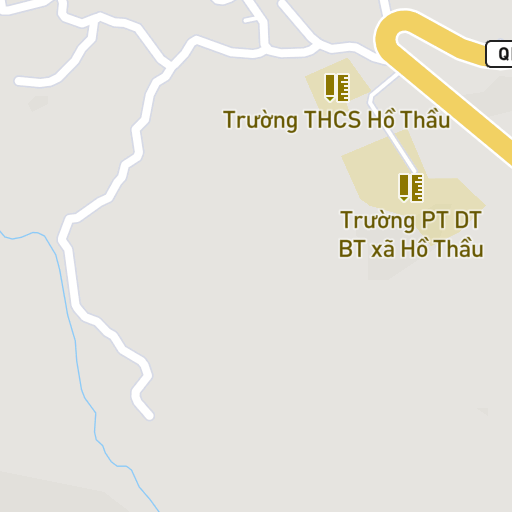 Trường THCS Hồ Thầu
Trường PT DT
BT xã Hồ Thầu